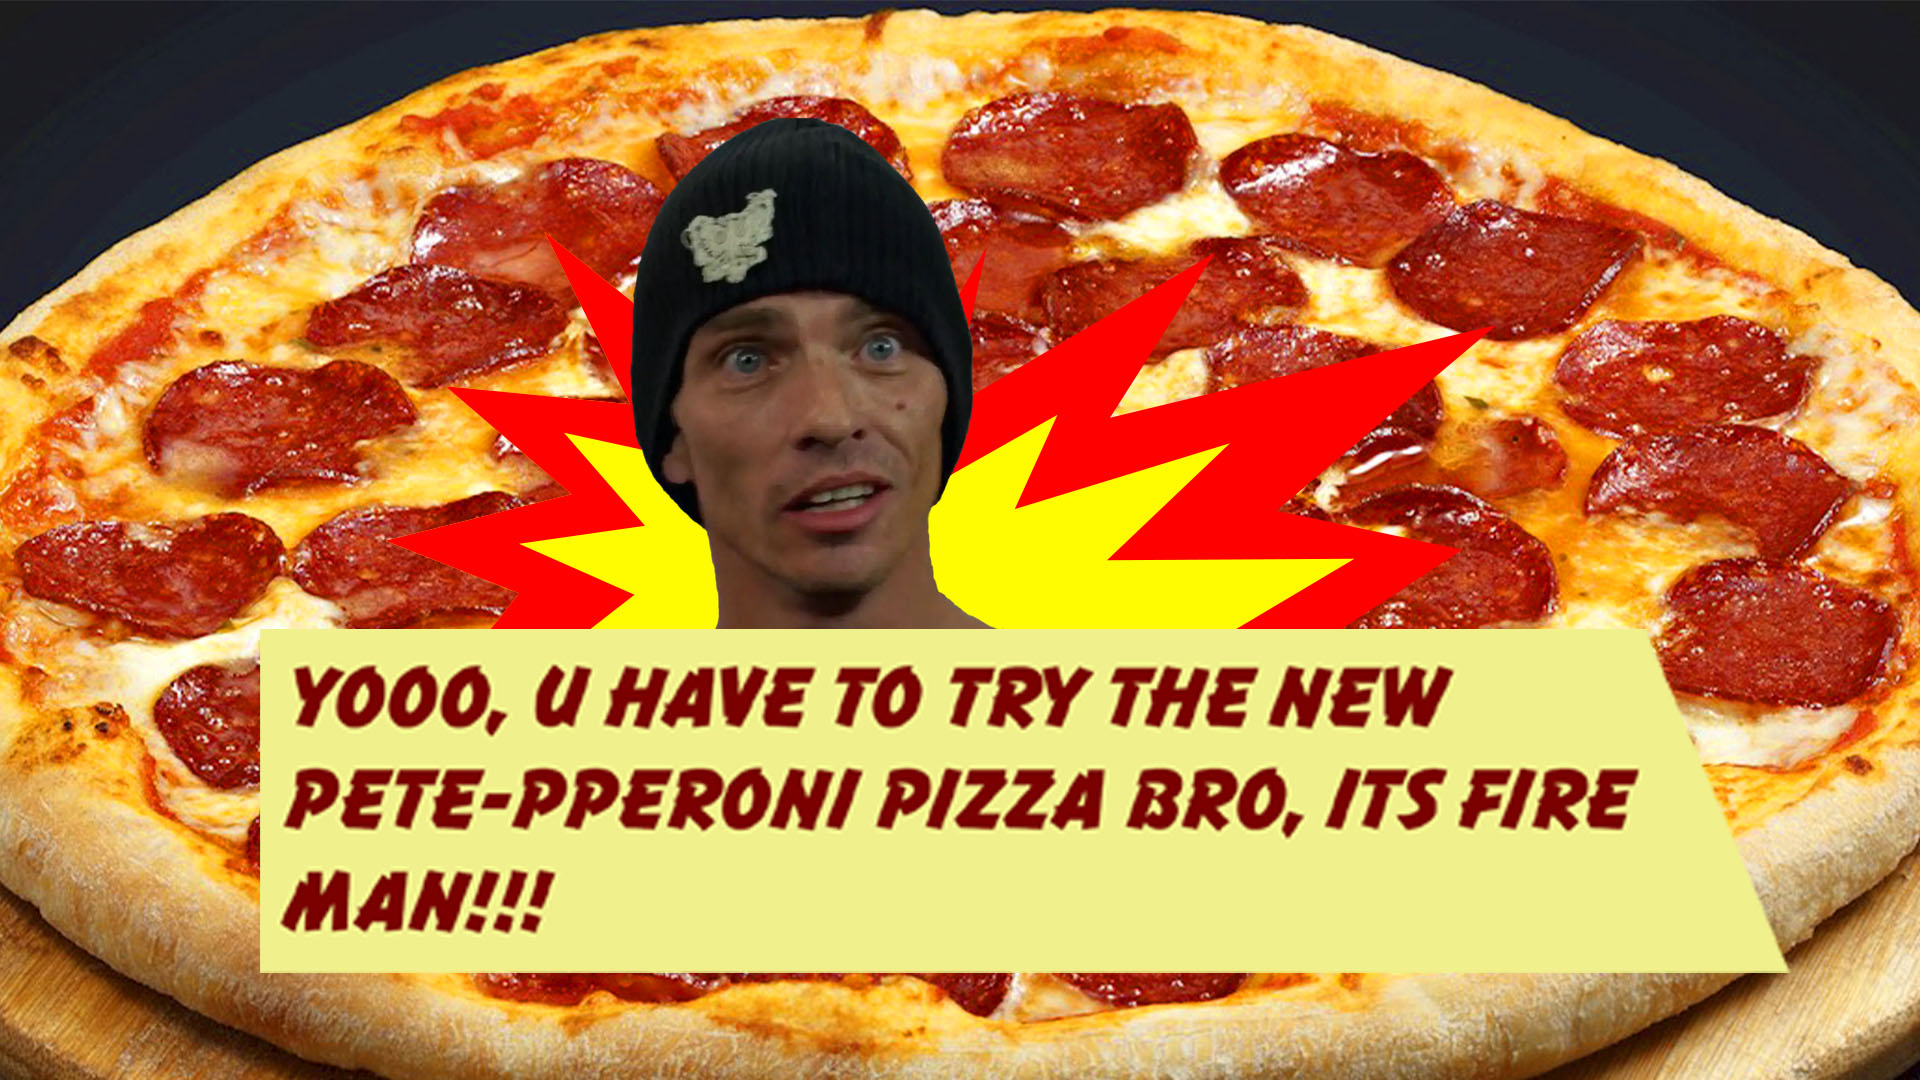 YOOO, U HAVE TO TRY THE NEW
PETE-PPERONI PIZZA BRO, ITS FIRE
MAN!!!